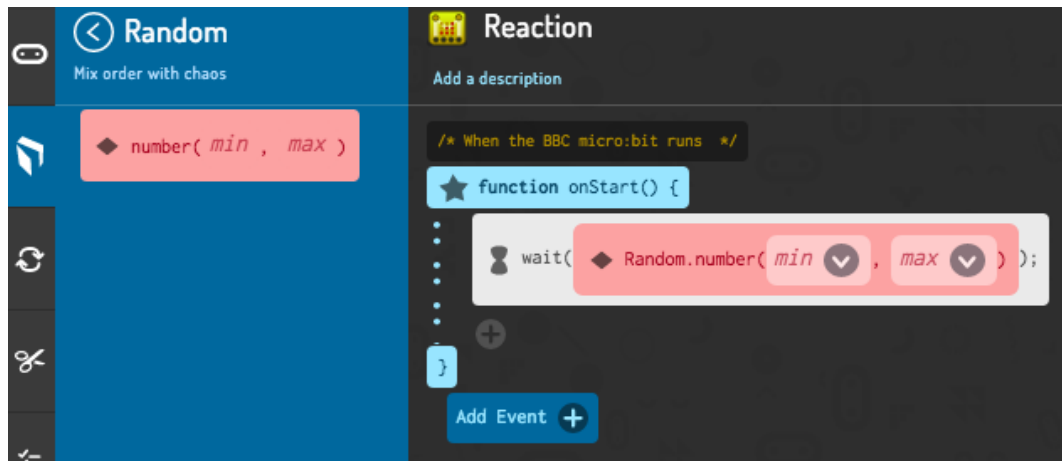 Random
Mix order with chaos
number( min , max )
Reaction
Add a description
/* When the BBC micro:bit runs */
function onStart() {
wait( Random.number( min , max ) );
}
Add Event